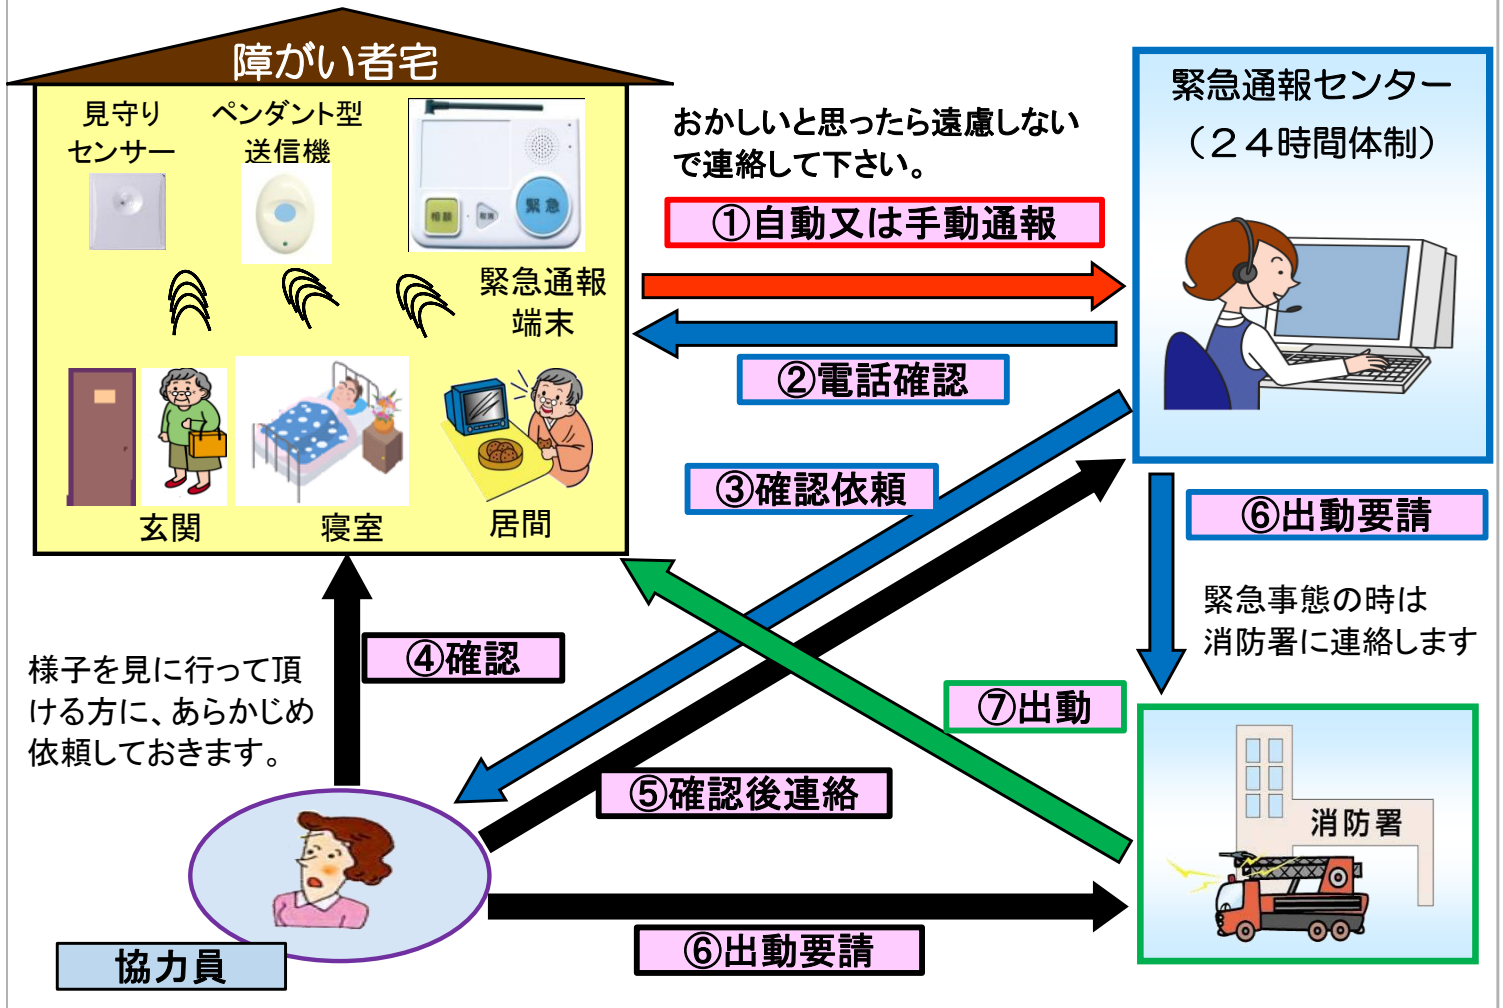 障がい者宅
見守り
センサー
ペンダント型
送信機
相談
緊急
緊急通報
端末
玄関
寝室
居間
おかしいと思ったら遠慮しない
で連絡して下さい。
①自動又は手動通報
②電話確認
緊急通報センター
（２４時間体制）
③確認依頼
⑥出動要請
緊急事態の時は
消防署に連絡します
④確認
様子を見に行って頂
ける方に、あらかじめ
依頼しておきます。
⑦出動
⑤確認後連絡
消防署
協力員
⑥出動要請